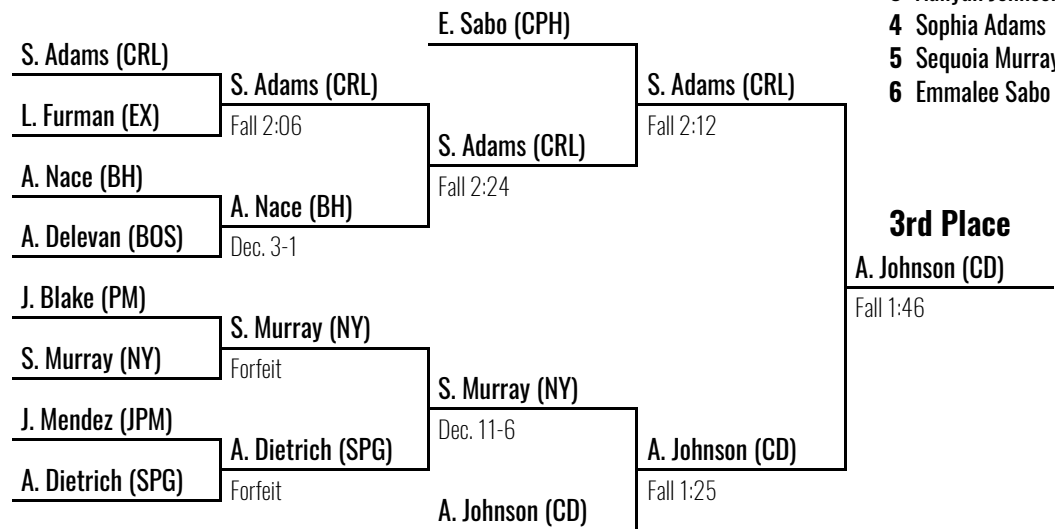 E. Sabo (CPH)
4 Sophia Adams
S. Adams (CRL)
5 Sequoia Murray
S. Adams (CRL)
S. Adams (CRL)
6 Emmalee Sabo
L. Furman (EX)
Fall 2:06
Fall 2:12
S. Adams (CRL)
A. Nace (BH)
Fall 2:24
A. Nace (BH)
3rd Place
A. Delevan (BOS)
Dec. 3-1
A. Johnson (CD)
J. Blake (PM)
Fall 1:46
S. Murray (NY)
S. Murray (NY)
Forfeit
S. Murray (NY)
J. Mendez (JPM)
Dec. 11-6
A. Dietrich (SPG)
A. Johnson (CD)
A. Dietrich (SPG)
Forfeit
Fall 1:25
A. Johnson (CD)